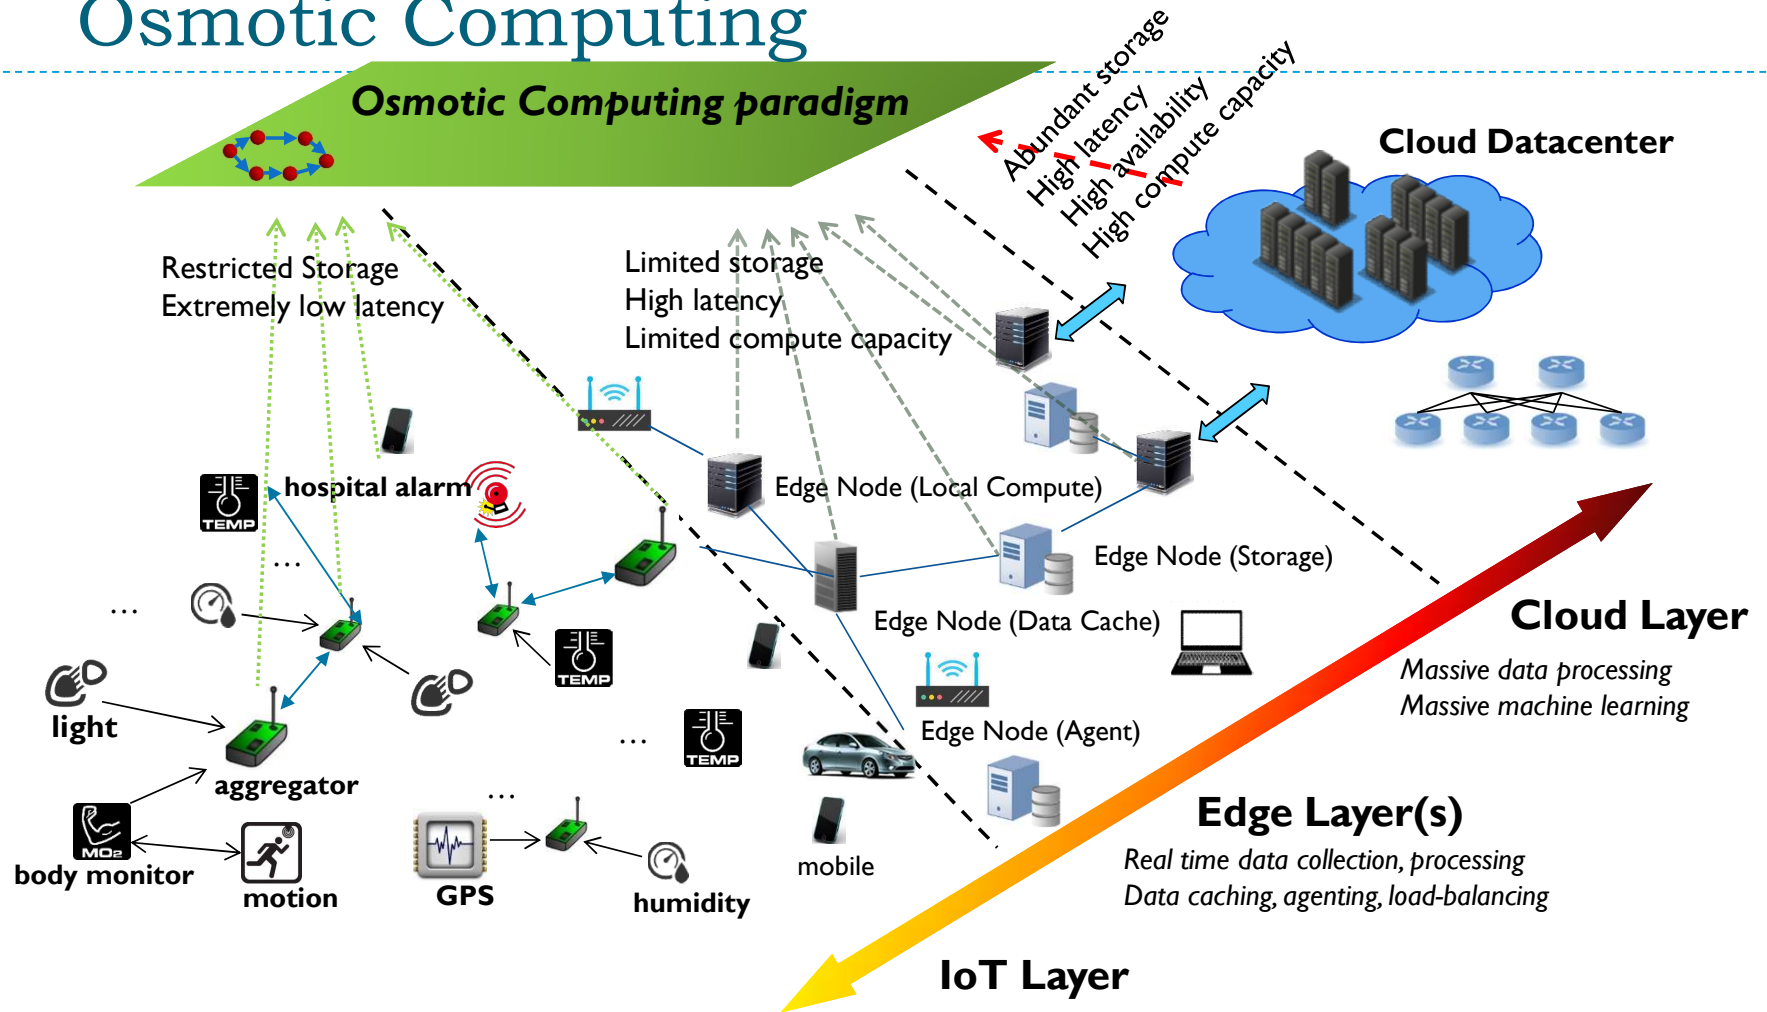 Osmotic Computing
Osmotic Computing paradigm
Abundant storage
High latency
High availability
High compute capacity
Cloud Datacenter
Restricted Storage
Extremely low latency
Limited storage
High latency
Limited compute capacity
TEMP
hospital alarm
Edge Node (Local Compute)
...
Edge Node (Storage)
...
Edge Node (Data Cache)
Cloud Layer
TEMP
Massive data processing
Massive machine learning
light
Edge Node (Agent)
...
TEMP
aggregator
...
Edge Layer(s)
MO2
Real time data collection, processing
Data caching, agenting, load-balancing
body monitor
motion
GPS
humidity
mobile
IoT Layer